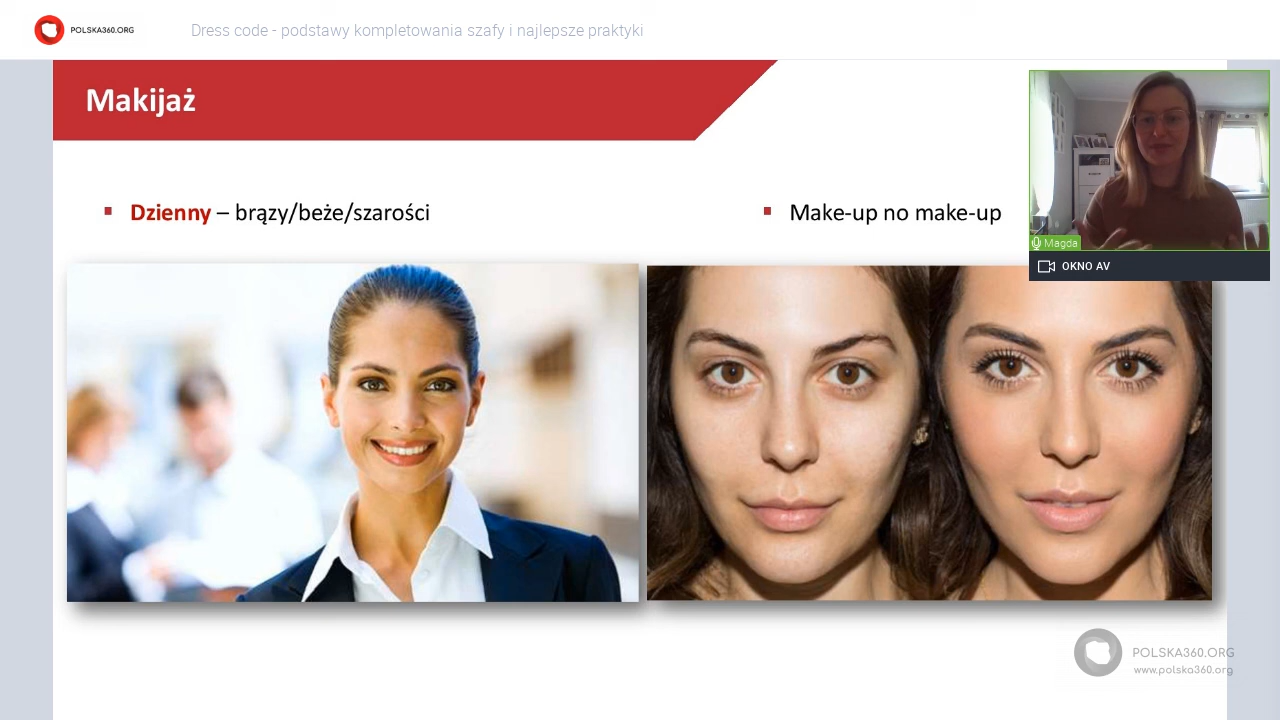 POLSKA360.ORG
Dress code - podstawy kompletowania szafy i najlepsze praktyki
Makijaż
Dzienny – brązy/beże/szarości
Make-up no make-up
Magda
OKNO AV
POLSKA360.ORG
www.polska360.org